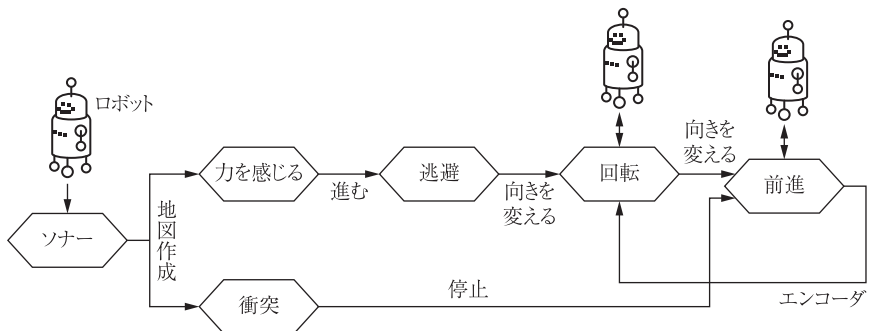 ロボット
ソナー
地図作成
力を感じる
進む
逃避
向きを
変える
回転
向きを
変える
前進
衝突
停止
エンコーダ